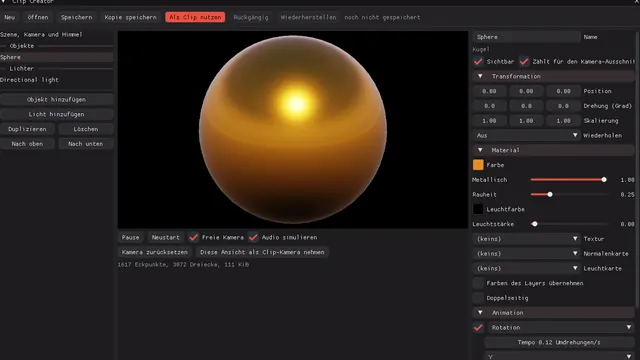 Clip Creator
Neu
Öffnen
Speichern
Kopie speichern
Als Clip nutzen
Rückgängig
Wiederherstellen
noch nicht gespeichert
Szene, Kamera und Himmel
Objekte
Sphere
Lichter
Directional light
Objekt hinzufügen
Licht hinzufügen
Duplizieren
Löschen
Nach oben
Nach unten
Pause
Neustart
Freie Kamera
Audio simulieren
Kamera zurücksetzen
Diese Ansicht als Clip-Kamera nehmen
1617 Eckpunkte, 3072 Dreiecke, 111 KiB
Sphere Name
Kugel
Sichtbar
Zählt für den Kamera-Ausschni
Transformation
0.00 0.00 0.00 Position
0.0 0.0 0.0 Drehung (Grad)
1.00 1.00 1.00 Skalierung
Aus Wiederholen
Material
Farbe
Metallisch 1.00
Rauheit 0.25
Leuchtfarbe
Leuchtstärke 0.00
(keins) Textur
(keins) Normalenkarte
(keins) Leuchtkarte
Farben des Layers übernehmen
Doppelseitig
Animation
Rotation
Tempo 0.12 Umdrehungen/s
Y